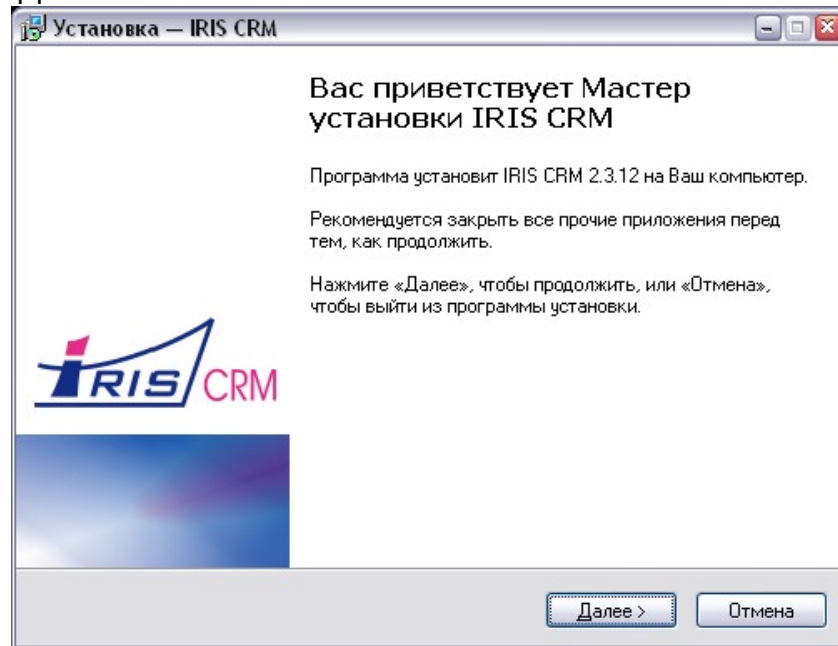 Установка — IRIS CRM
Вас приветствует Мастер
установки IRIS CRM
Программа установит IRIS CRM 2.3.12 на Ваш компьютер.
Рекомендуется закрыть все прочие приложения перед
тем, как продолжить.
Нажмите «Далее», чтобы продолжить, или «Отмена»,
чтобы выйти из программы установки.
IRIS CRM
Далее >
Отмена